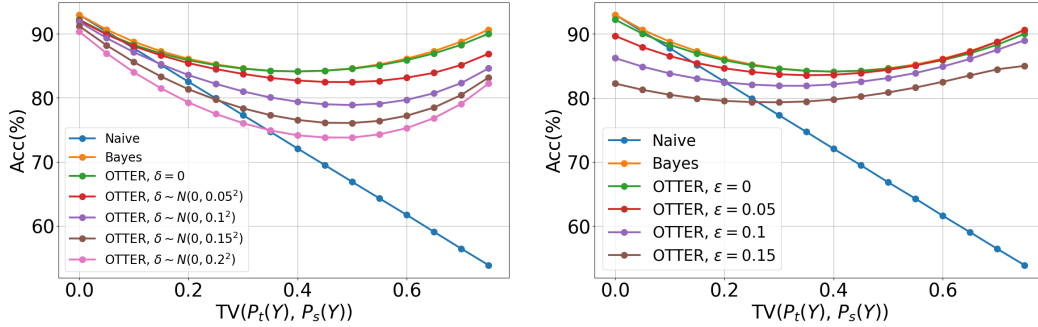 Acc(%)
90
80
70
60
Naive
Bayes
OTTER, δ = 0
OTTER, δ ~ N(0, 0.05²)
OTTER, δ ~ N(0, 0.1²)
OTTER, δ ~ N(0, 0.15²)
OTTER, δ ~ N(0, 0.2²)
0.0 0.2 0.4 0.6
TV(Pₜ(Y), Pₛ(Y))
Acc(%)
90
80
70
60
Naive
Bayes
OTTER, ε = 0
OTTER, ε = 0.05
OTTER, ε = 0.1
OTTER, ε = 0.15
0.0 0.2 0.4 0.6
TV(Pₜ(Y), Pₛ(Y))